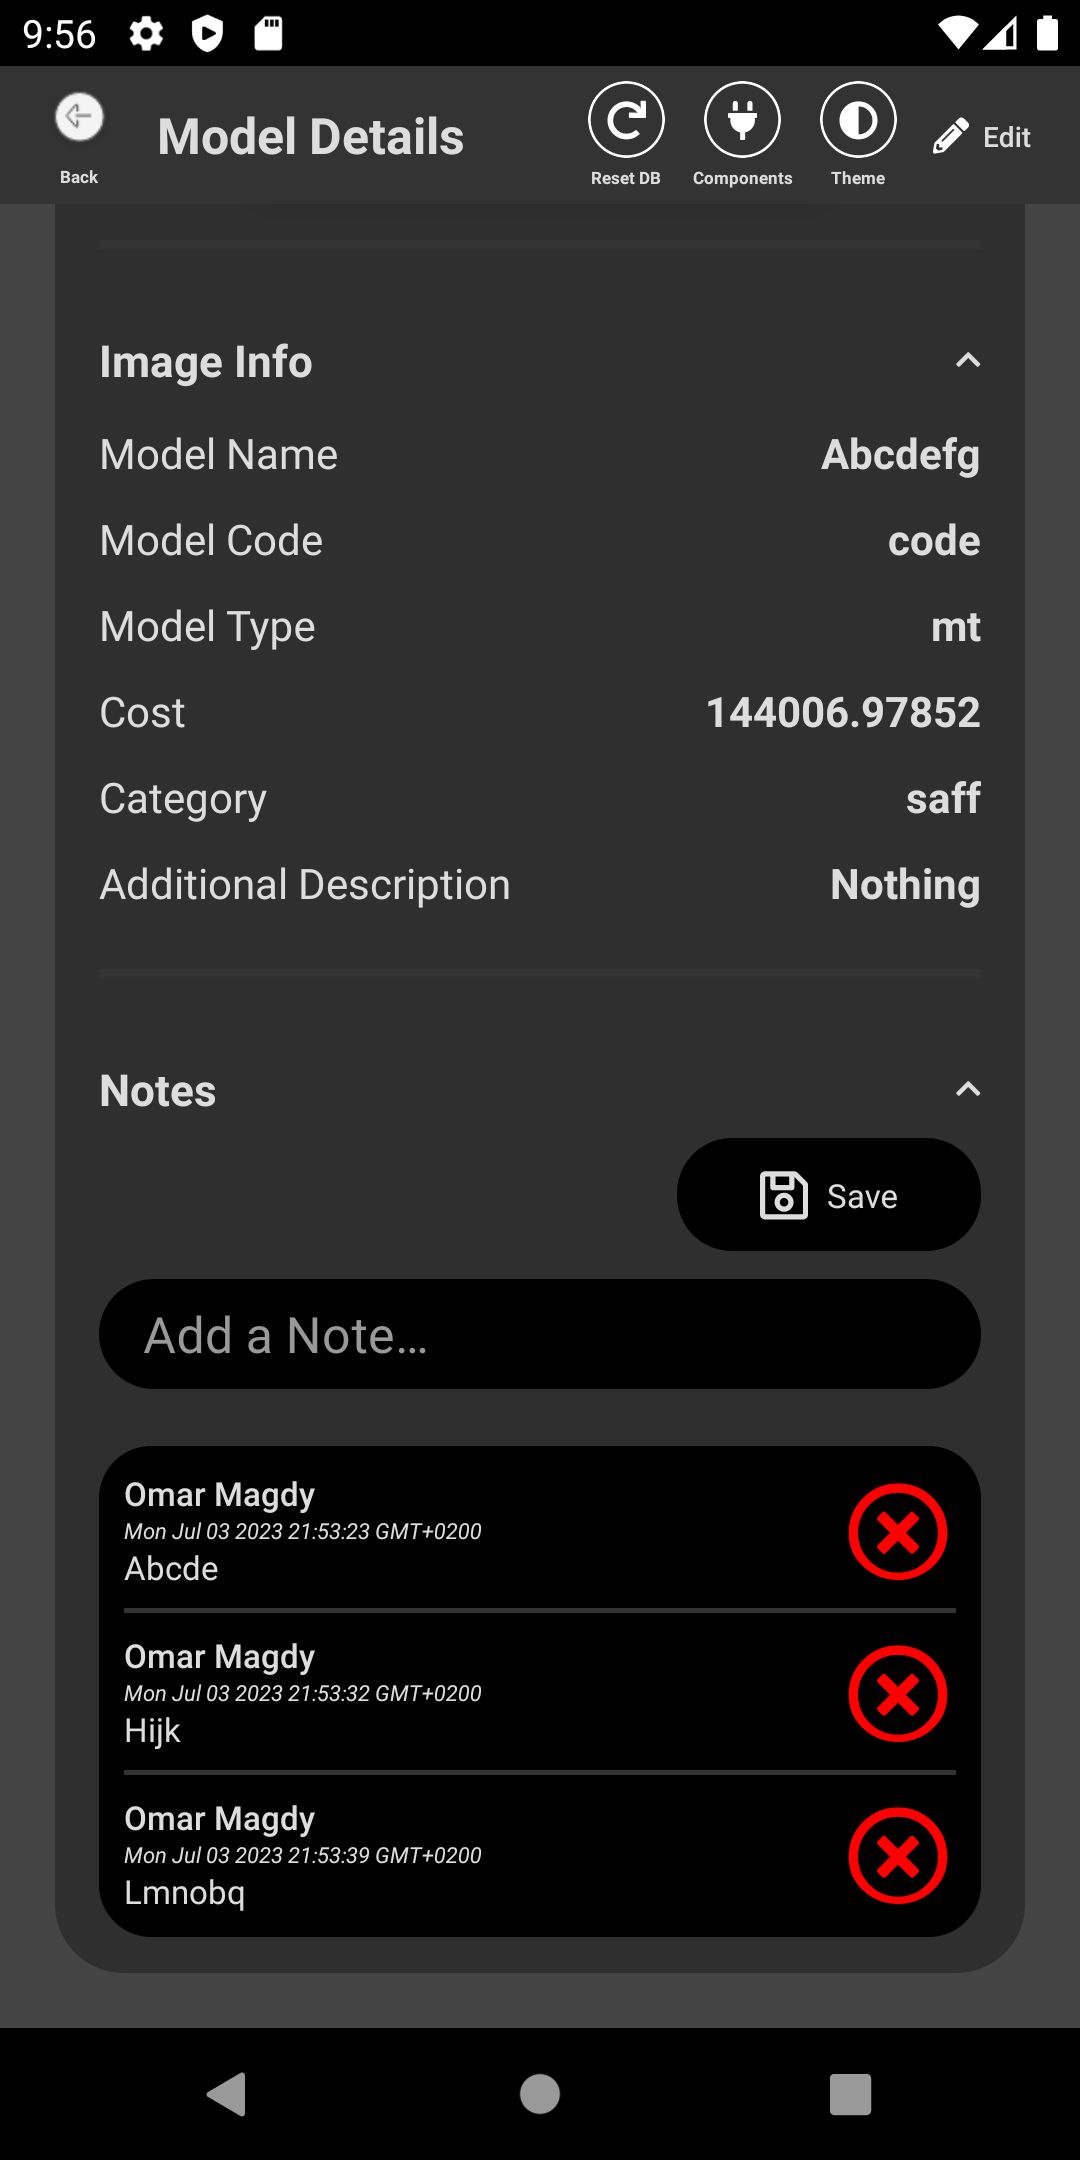 9:56
Back
Model Details
Reset DB
Components
Theme
Edit
Image Info
Model Name Abcdefg
Model Code code
Model Type mt
Cost 144006.97852
Category saff
Additional Description Nothing
Notes
Save
Add a Note...
Omar Magdy
Mon Jul 03 2023 21:53:23 GMT+0200
Abcde
Omar Magdy
Mon Jul 03 2023 21:53:32 GMT+0200
Hijk
Omar Magdy
Mon Jul 03 2023 21:53:39 GMT+0200
Lmnobq